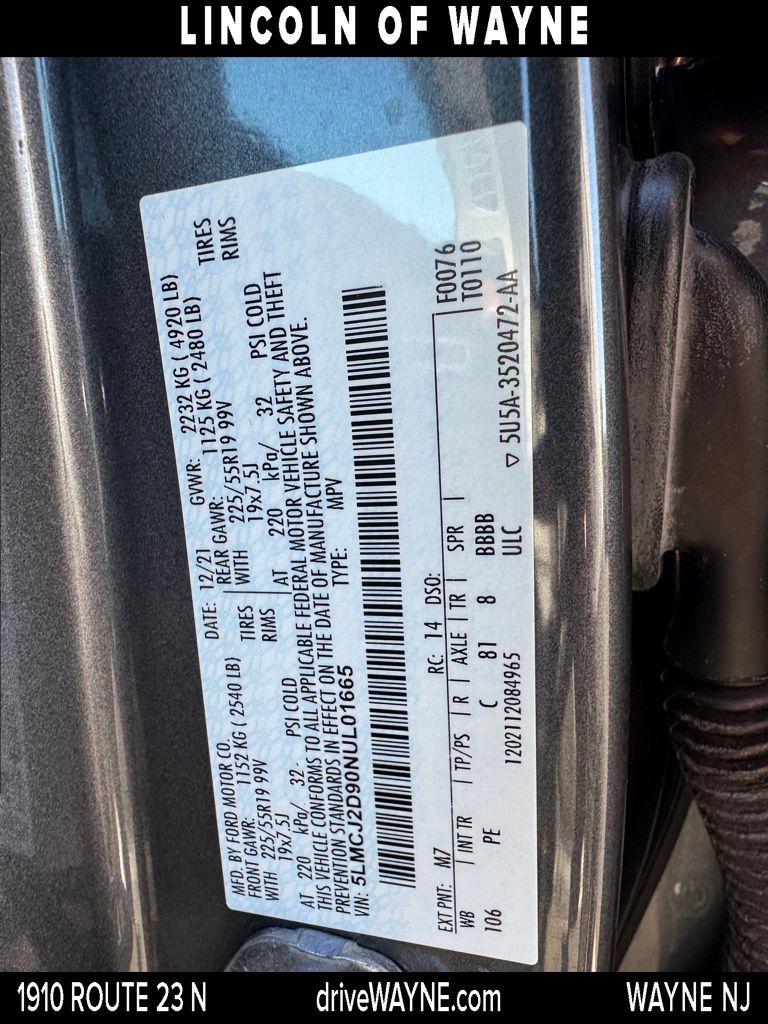 LINCOLN OF WAYNE
MFD. BY FORD MOTOR CO. DATE: 12/21 GVWR: 2232 KG ( 4920 LB)
FRONT GAWR: 1152 KG ( 2540 LB) REAR GAWR: 1125 KG ( 2480 LB)
WITH 225/55R19 99V TIRES WITH 225/55R19 99V TIRES
19x7.5J RIMS 19x7.5J RIMS
AT 220 kPa/ 32 PSI COLD AT 220 kPa/ 32 PSI COLD
THIS VEHICLE CONFORMS TO ALL APPLICABLE FEDERAL MOTOR VEHICLE SAFETY AND THEFT
PREVENTION STANDARDS IN EFFECT ON THE DATE OF MANUFACTURE SHOWN ABOVE.
VIN: 5LMCJ2D90NUL01665 TYPE: MPV
EXT PNT: M7 RC: 14 DSO: F0076
WB INT TR TP/PS R AXLE TR SPR T0110
106 PE C 81 8 BBBB
ULC ▽ 5U5A-3520472-AA
1202112084965
1910 ROUTE 23 N driveWAYNE.com WAYNE NJ